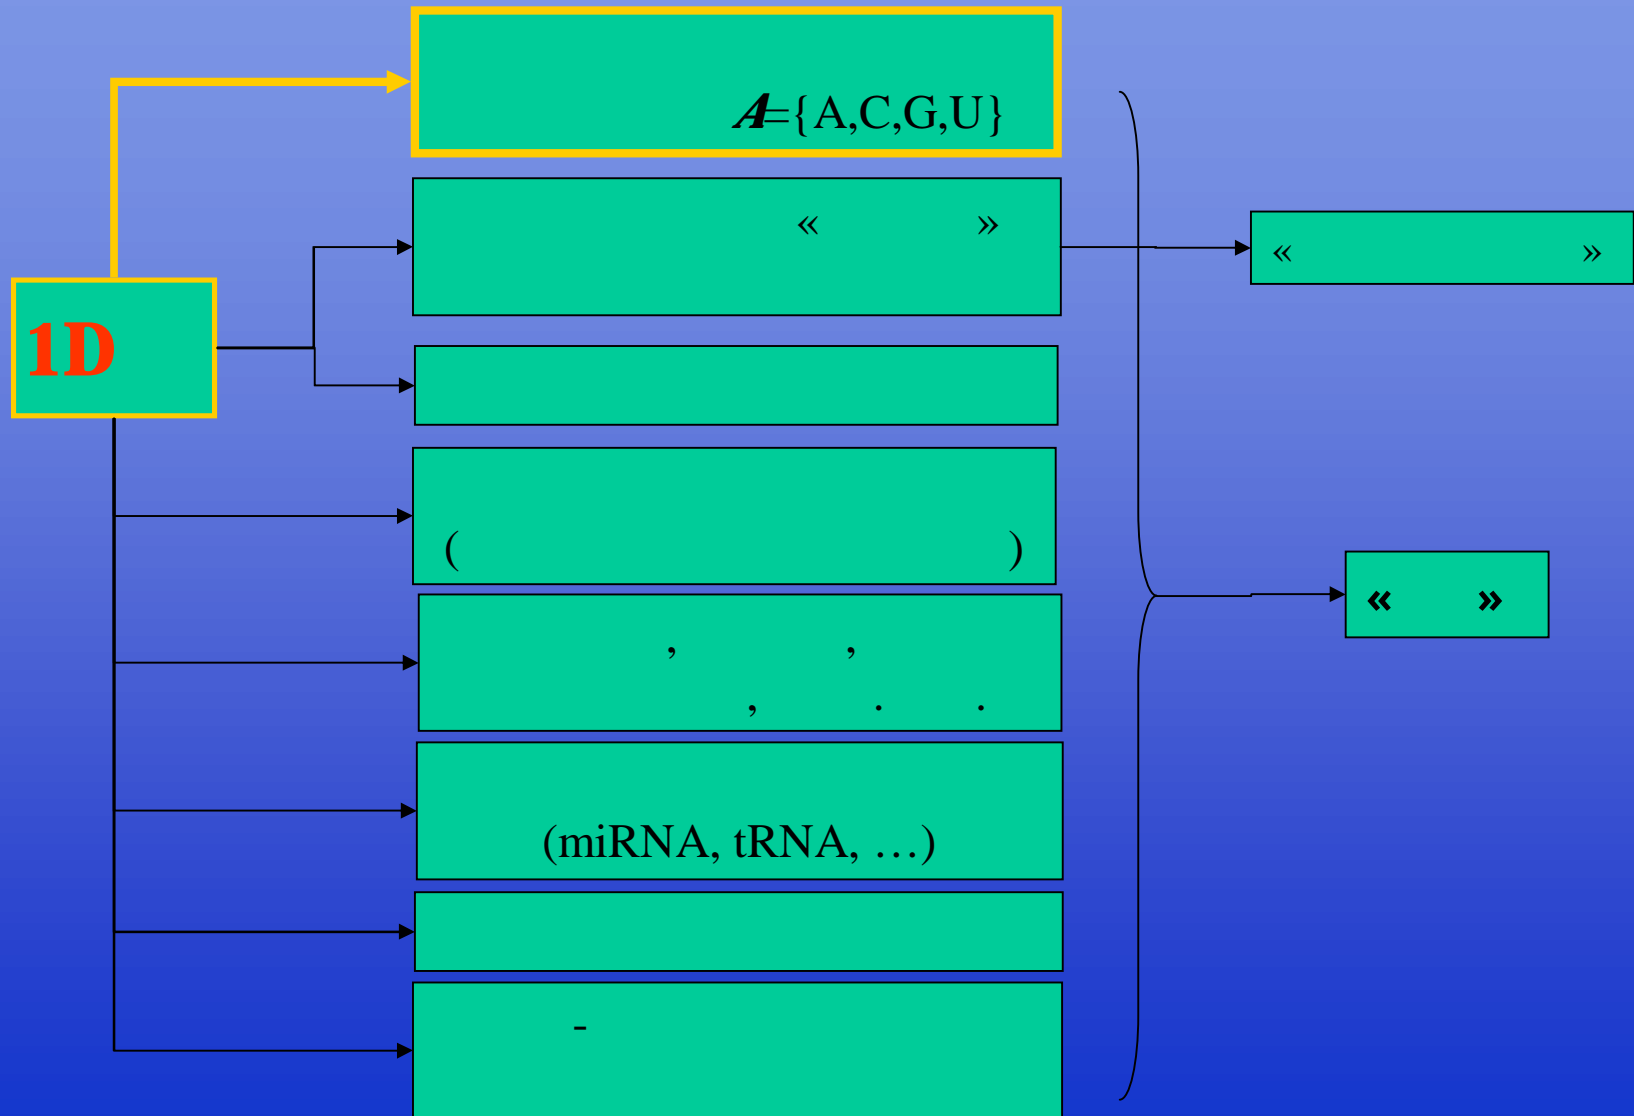 𝑨={A,C,G,U}
« »
« »
1D
( )
« »
, ,
, . .
(miRNA, tRNA, …)
-